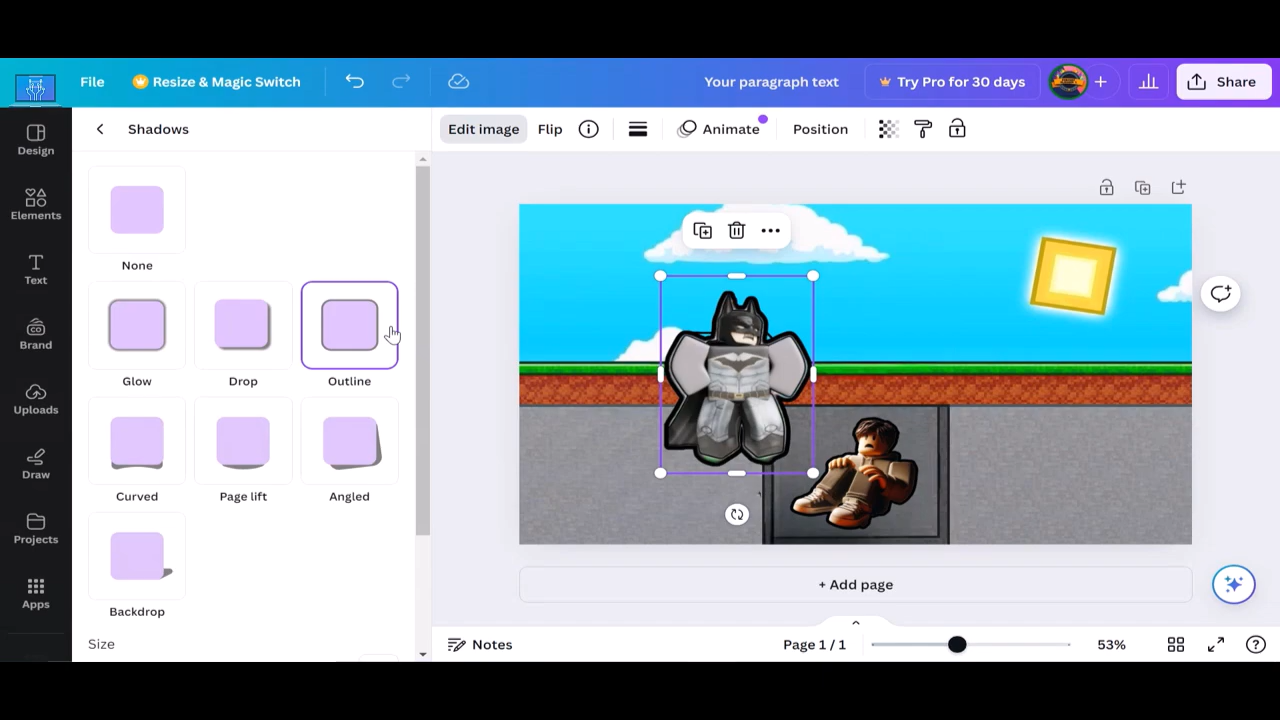 File
Resize & Magic Switch
Your paragraph text
Try Pro for 30 days
Share
Design
Elements
Text
Brand
Uploads
Draw
Projects
Apps
Shadows
None
Glow
Drop
Outline
Curved
Page lift
Angled
Backdrop
Size
Edit image
Flip
Animate
Position
+ Add page
Notes
Page 1 / 1
53%